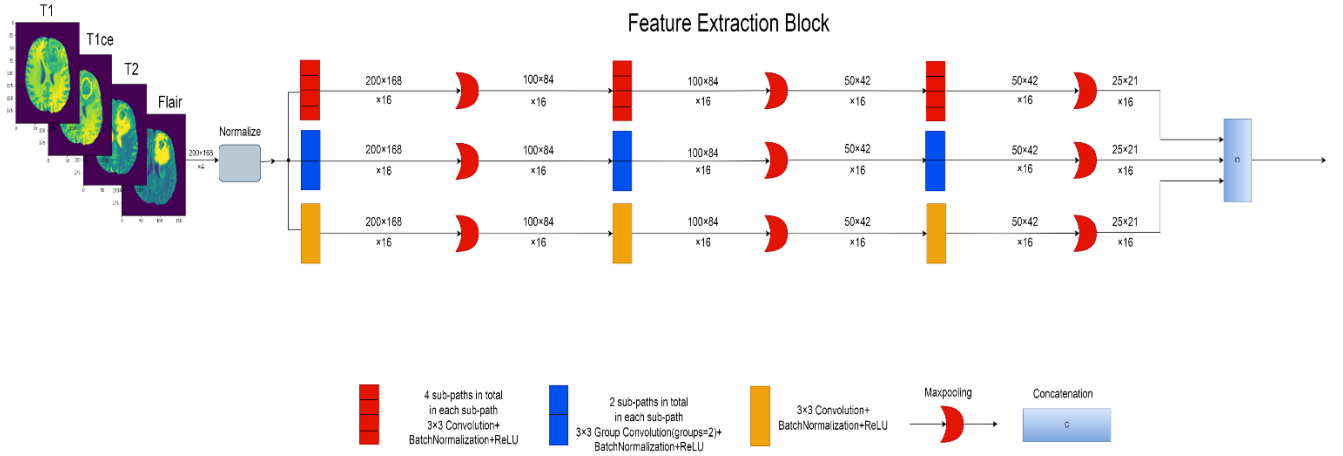 Feature Extraction Block
T1
T1ce
T2
Flair
200×168
×4
Normalize
200×168
×16
100×84
×16
100×84
×16
50×42
×16
50×42
×16
25×21
×16
200×168
×16
100×84
×16
100×84
×16
50×42
×16
50×42
×16
25×21
×16
200×168
×16
100×84
×16
100×84
×16
50×42
×16
50×42
×16
25×21
×16
C
4 sub-paths in total
in each sub-path
3×3 Convolution+
BatchNormalization+ReLU
2 sub-paths in total
in each sub-path
3×3 Group Convolution(groups=2)+
BatchNormalization+ReLU
3×3 Convolution+
BatchNormalization+ReLU
Maxpooling
Concatenation
C